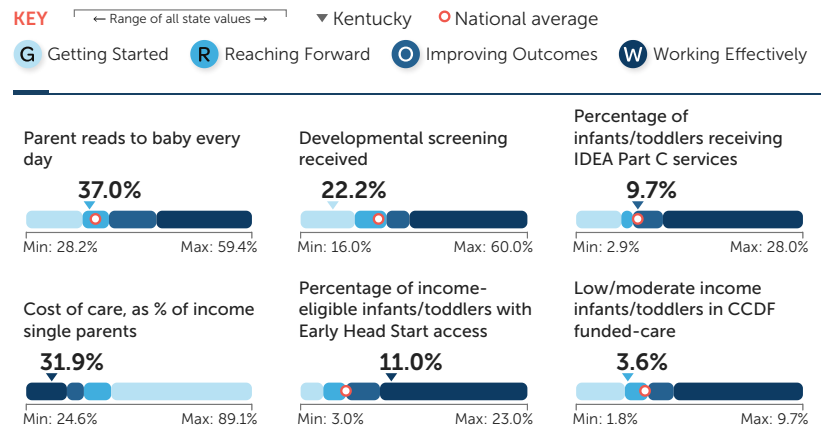 KEY
← Range of all state values →
Kentucky
National average
G Getting Started
R Reaching Forward
O Improving Outcomes
W Working Effectively
Parent reads to baby every
day
37.0%
Min: 28.2%
Max: 59.4%
Developmental screening
received
22.2%
Min: 16.0%
Max: 60.0%
Percentage of
infants/toddlers receiving
IDEA Part C services
9.7%
Min: 2.9%
Max: 28.0%
Cost of care, as % of income
single parents
31.9%
Min: 24.6%
Max: 89.1%
Percentage of income-
eligible infants/toddlers with
Early Head Start access
11.0%
Min: 3.0%
Max: 23.0%
Low/moderate income
infants/toddlers in CCDF
funded-care
3.6%
Min: 1.8%
Max: 9.7%